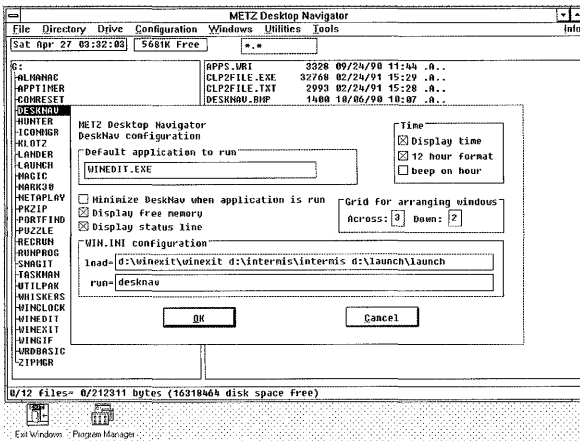 METZ Desktop Navigator
File Directory Drive Configuration Windows Utilities Tools Info
Sat Apr 27 03:32:03 5681K Free *.*
G:
ALMANAC
APPTIMER
COMRESET
DESKNAV
HUNTER
ICONMGR
KLOTZ
LANDER
LAUNCH
MAGIC
MARK30
METAPLAY
PKZIP
PORTFIND
PUZZLE
RECRUN
RUNPROG
SNAGIT
TASKMAN
UTILPAK
WHISKERS
WINCLOCK
WINEDIT
WINEXIT
WINGIF
WRDBASIC
ZIPMGR
APPS.WRI 3328 09/24/90 11:44 .A..
CLP2FILE.EXE 32768 02/24/91 15:29 .A..
CLP2FILE.TXT 2993 02/24/91 15:28 .A..
DESKNAV.BMP 1480 10/06/90 10:07 .A..
METZ Desktop Navigator
DeskNav configuration
Default application to run
WINEDIT.EXE
Time
Display time
12 hour format
beep on hour
Minimize DeskNav when application is run
Display free memory
Display status line
Grid for arranging windows
Across: 3 Down: 2
WIN.INI configuration
load= d:\winexit\winexit d:\intermis\intermis d:\launch\launch
run= desknav
OK Cancel
0/12 files= 0/212311 bytes (16318464 disk space free)
Exit Windows Program Manager